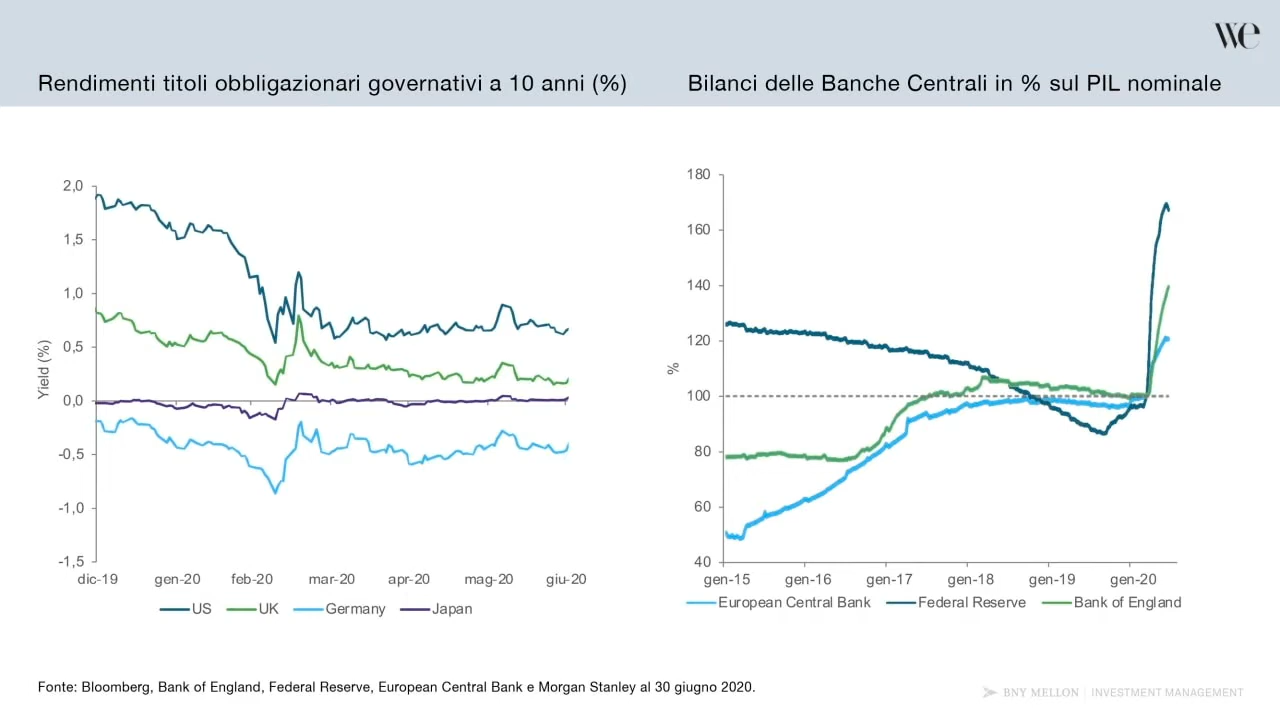 we
Rendimenti titoli obbligazionari governativi a 10 anni (%)
Bilanci delle Banche Centrali in % sul PIL nominale
Yield (%)
2,0
1,5
1,0
0,5
0,0
-0,5
-1,0
-1,5
dic-19 gen-20 feb-20 mar-20 apr-20 mag-20 giu-20
US UK Germany Japan
%
180
160
140
120
100
80
60
40
gen-15 gen-16 gen-17 gen-18 gen-19 gen-20
European Central Bank Federal Reserve Bank of England
Fonte: Bloomberg, Bank of England, Federal Reserve, European Central Bank e Morgan Stanley al 30 giugno 2020.
BNY MELLON | INVESTMENT MANAGEMENT